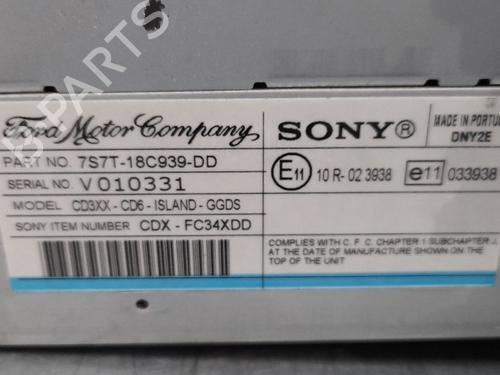 Ford Motor Company
SONY®
MADE IN PORTU
DNY2E
PART NO. 7S7T-18C939-DD
SERIAL NO. V 010331
MODEL CD3XX - CD6 - ISLAND - GGDS
SONY ITEM NUMBER CDX - FC34XDD
E11 10 R - 02 3938 e11 033938
COMPLIES WITH C. F. C. CHAPTER 1 SUBCHAPTER J,
AT THE DATE OF MANUFACTURE SHOWN ON THE
TOP OF THE UNIT
B-PARTS